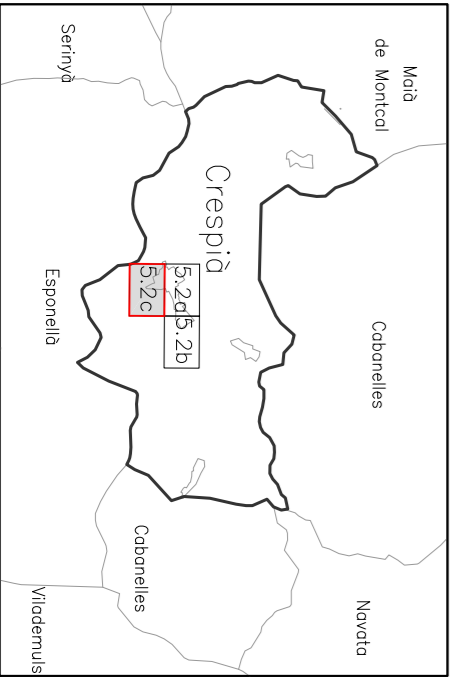 Maià
de Montcal
Serinyà
Crespià
Cabanelles
5.2a
5.2b
5.2c
Esponellà
Cabanelles
Navata
Vilademuls